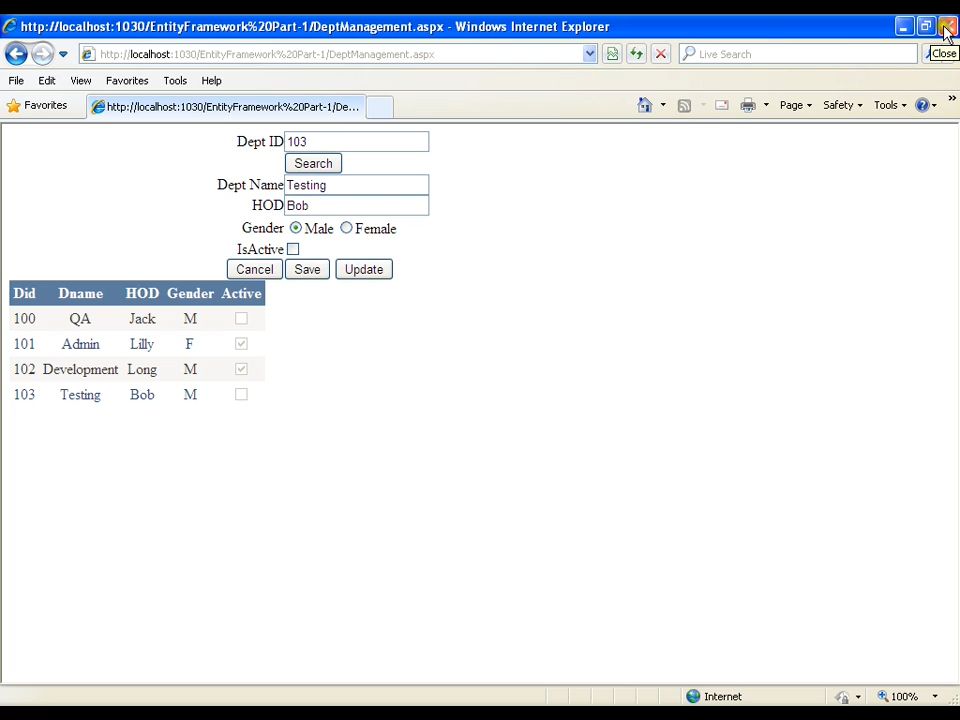 http://localhost:1030/EntityFramework%20Part-1/DeptManagement.aspx - Windows Internet Explorer
http://localhost:1030/EntityFramework%20Part-1/DeptManagement.aspx
Live Search
Close
File Edit View Favorites Tools Help
Favorites http://localhost:1030/EntityFramework%20Part-1/De... Page Safety Tools »
Dept ID 103
Search
Dept Name Testing
HOD Bob
Gender Male Female
IsActive
Cancel Save Update
Did Dname HOD Gender Active
100 QA Jack M
101 Admin Lilly F
102 Development Long M
103 Testing Bob M
Internet 100%